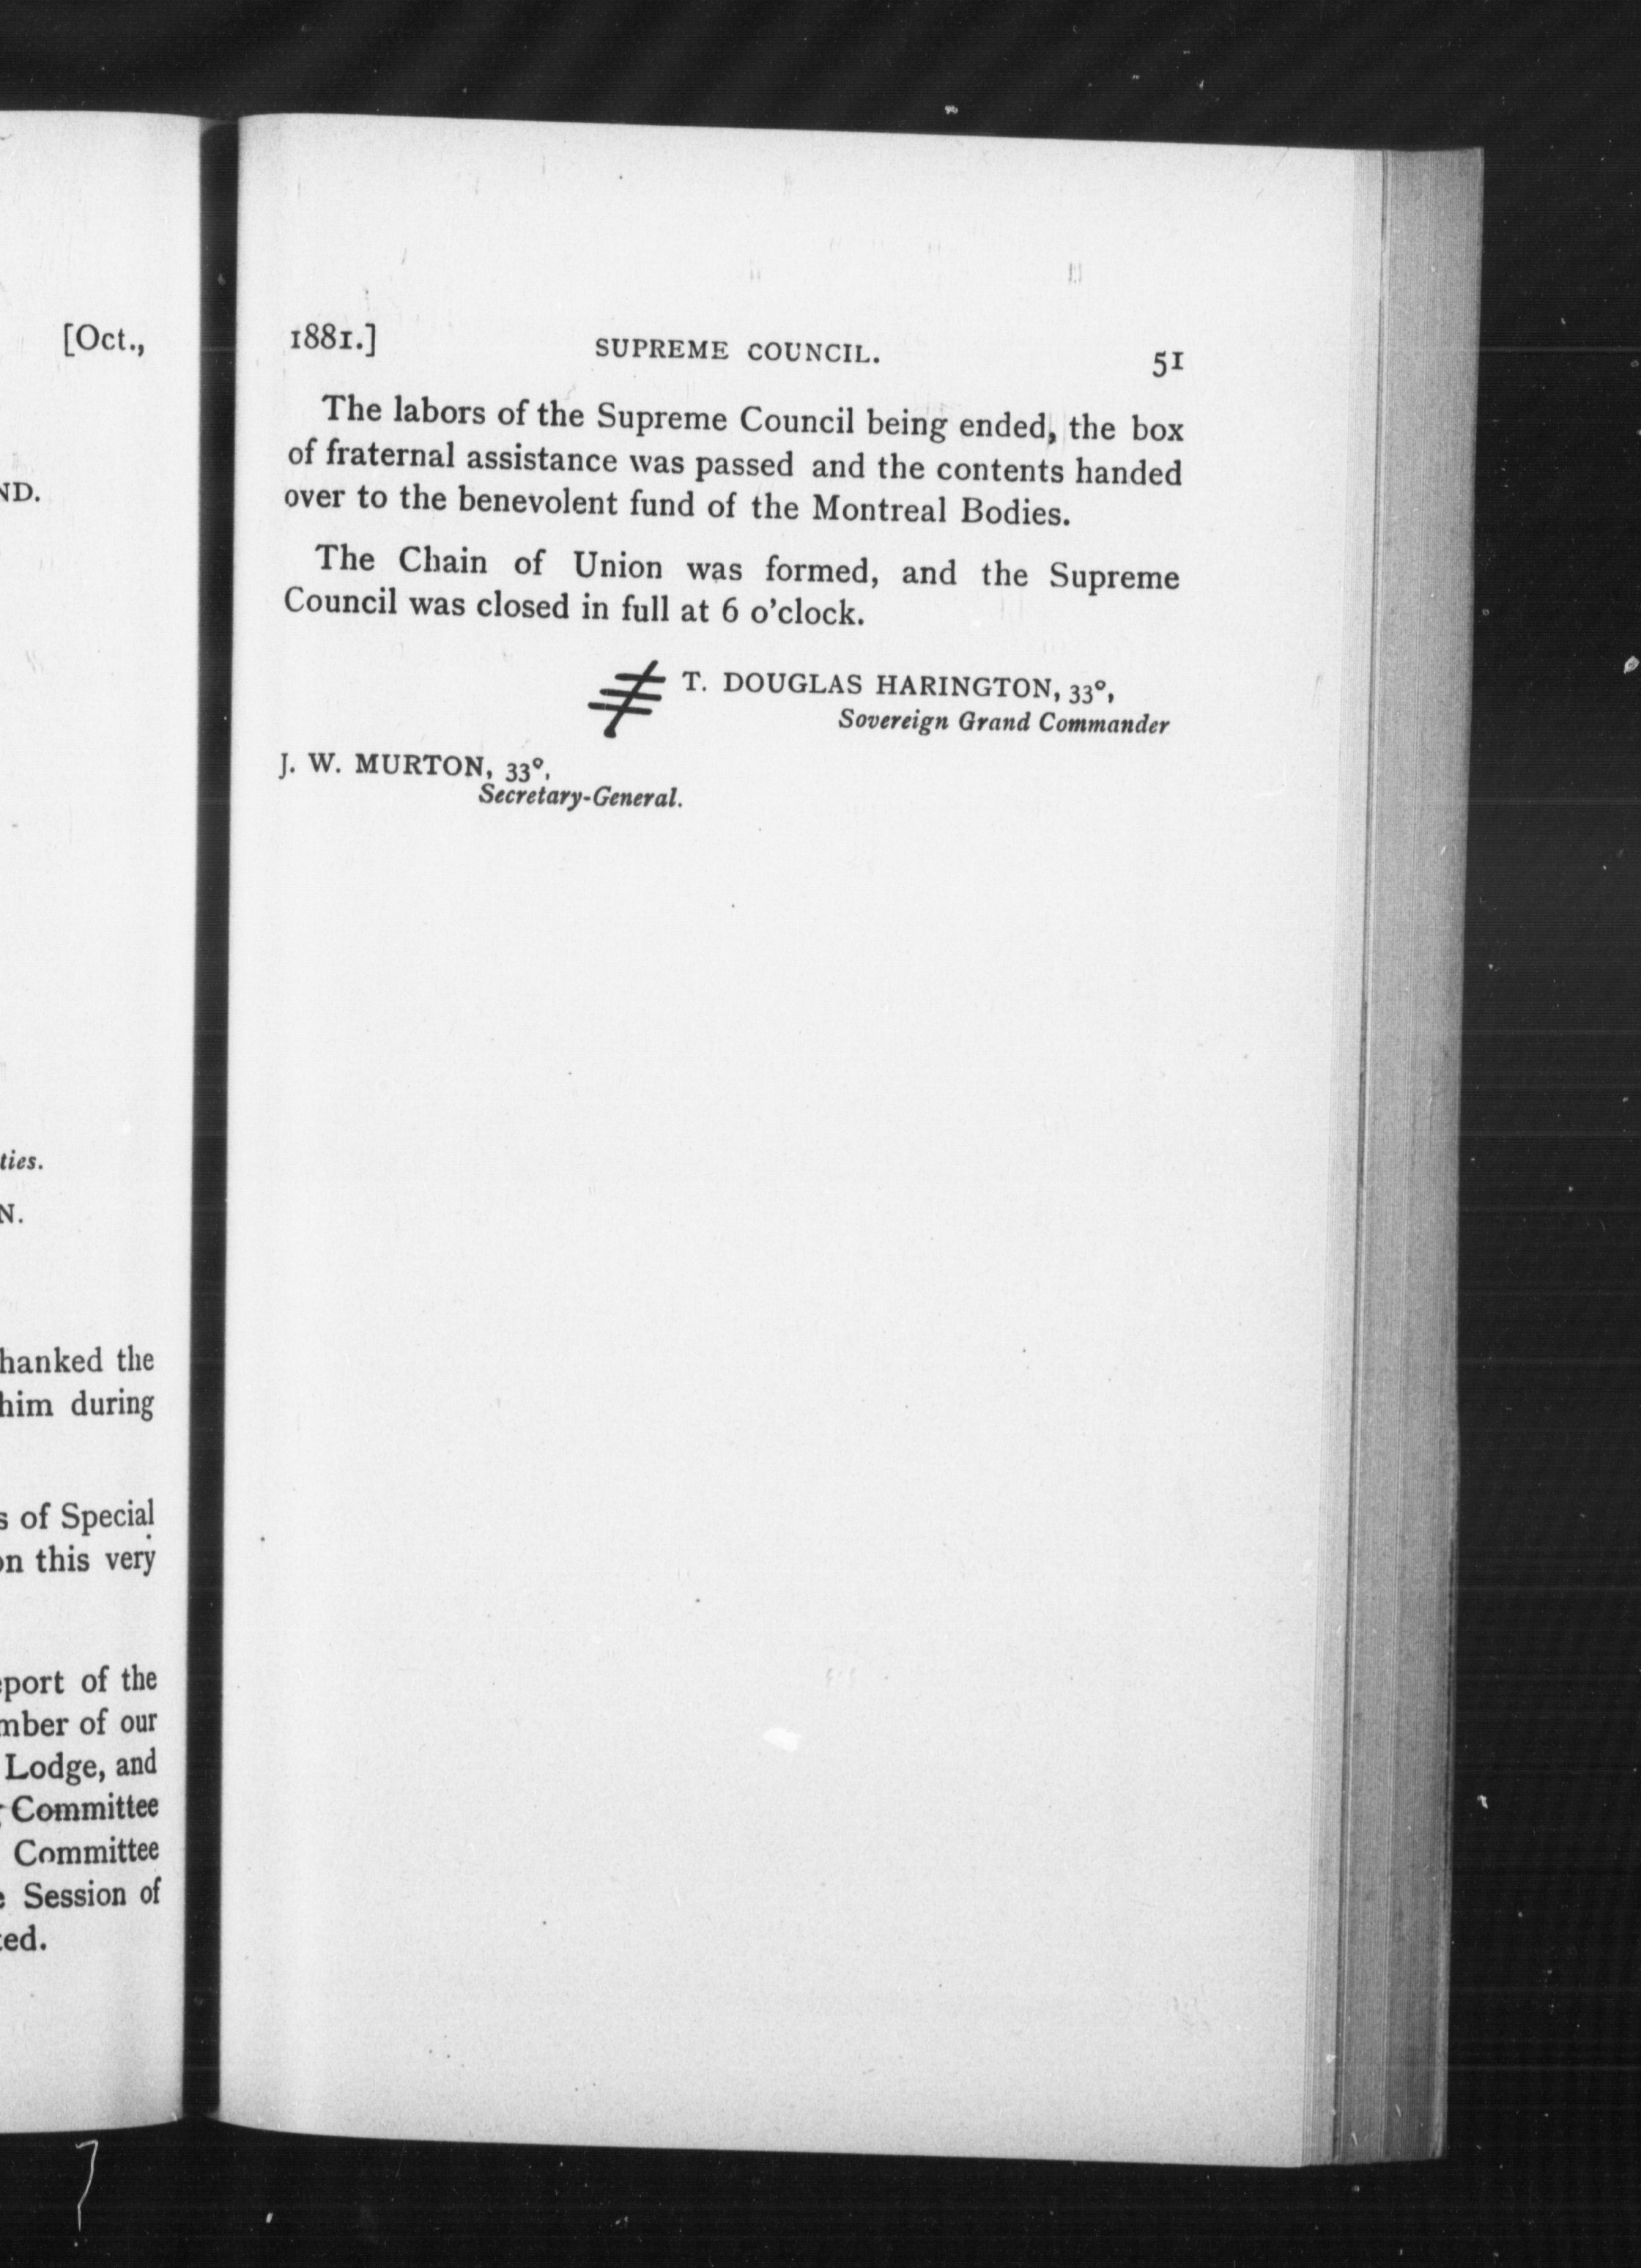 [Oct.,
ND.
ties.
N.
hanked the
him during
s of Special
on this very
eport of the
mber of our
Lodge, and
Committee
Committee
e Session of
ted.
1881.] SUPREME COUNCIL. 51
The labors of the Supreme Council being ended, the box
of fraternal assistance was passed and the contents handed
over to the benevolent fund of the Montreal Bodies.
The Chain of Union was formed, and the Supreme
Council was closed in full at 6 o'clock.
T. DOUGLAS HARINGTON, 33°,
Sovereign Grand Commander
J. W. MURTON, 33°,
Secretary-General.